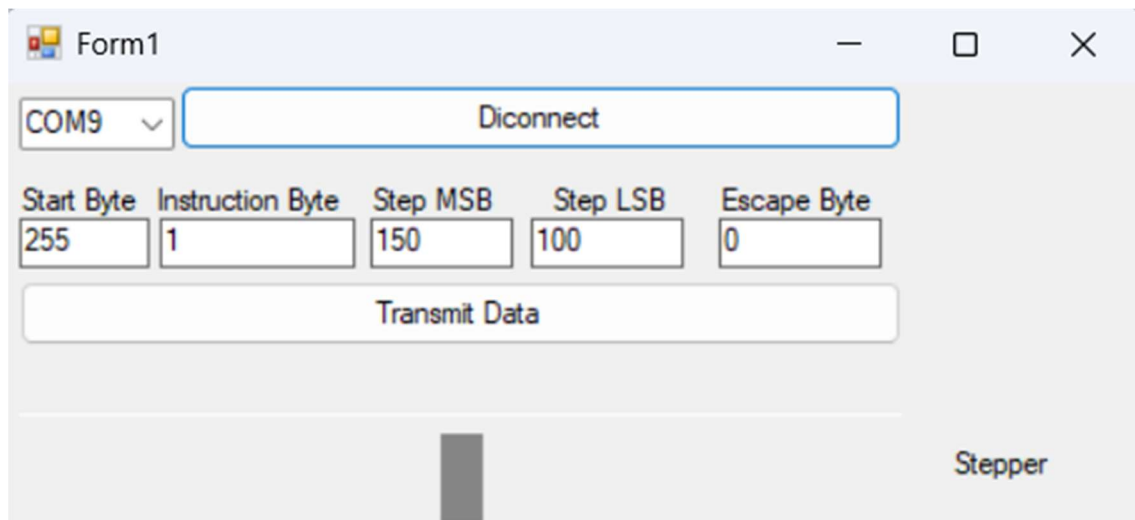 Form1
COM9 Diconnect
Start Byte Instruction Byte Step MSB Step LSB Escape Byte
255 1 150 100 0
Transmit Data
Stepper